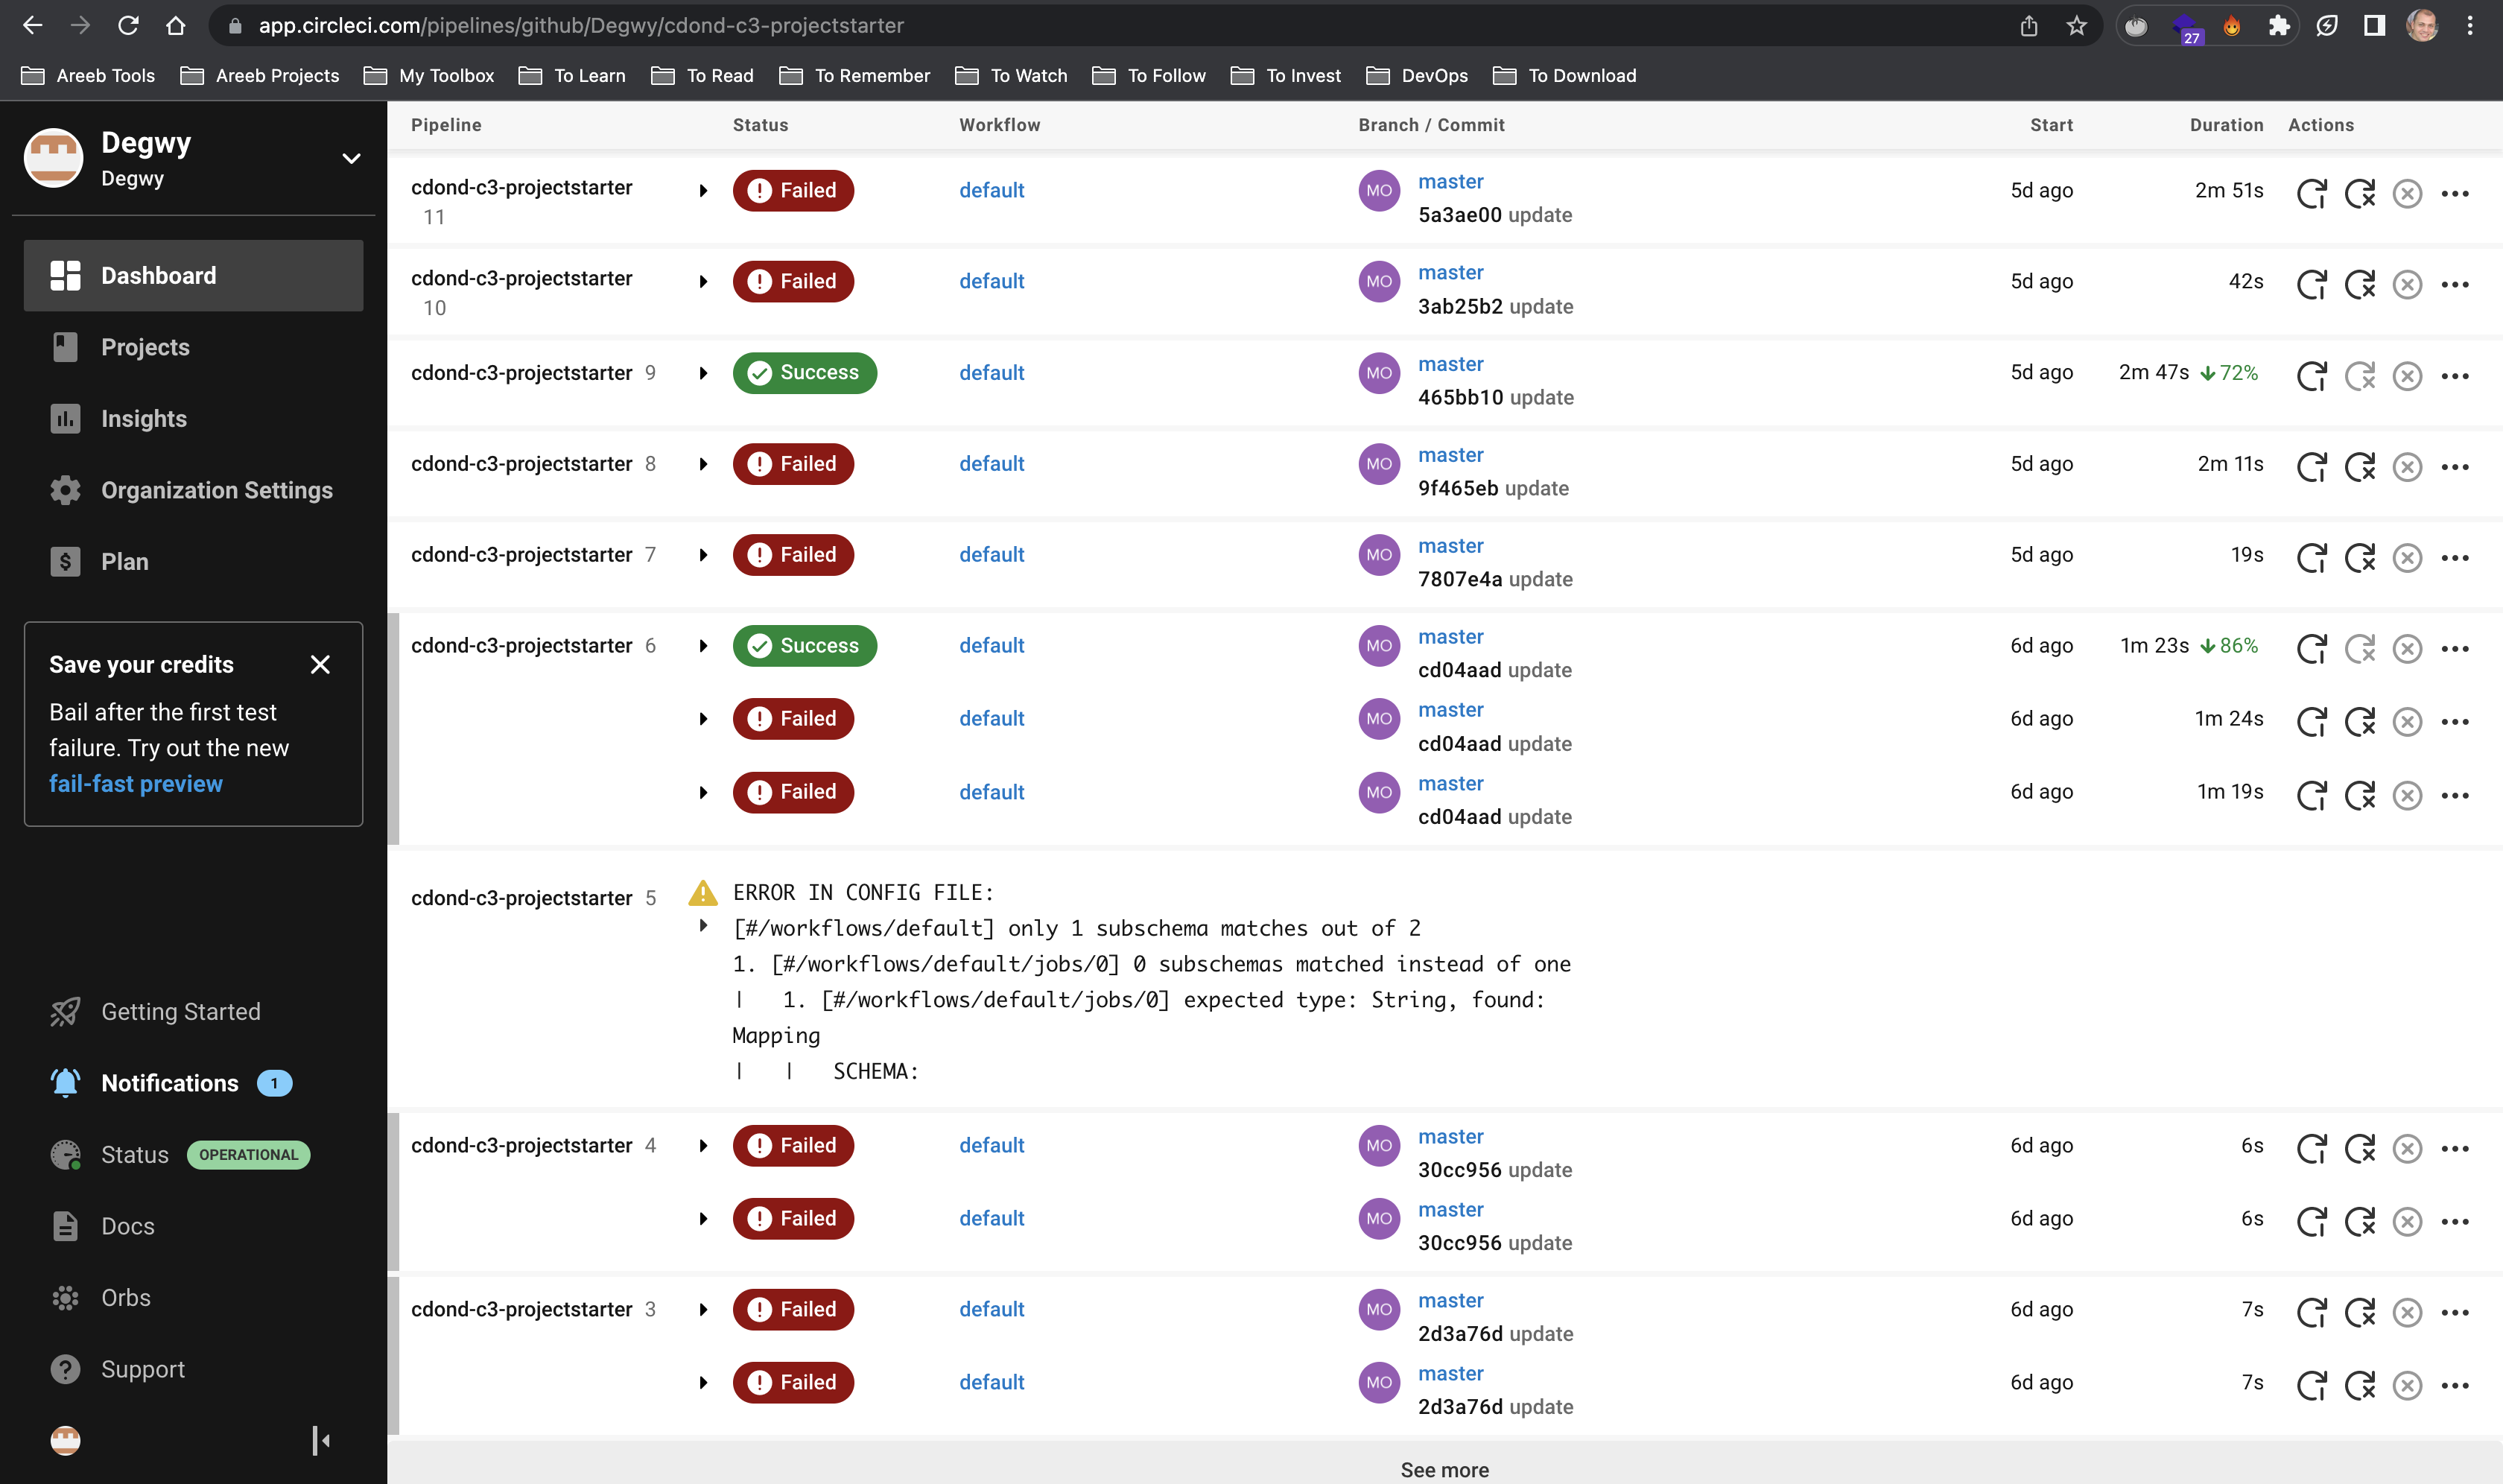 app.circleci.com/pipelines/github/Degwy/cdond-c3-projectstarter
27
Areeb Tools
Areeb Projects
My Toolbox
To Learn
To Read
To Remember
To Watch
To Follow
To Invest
DevOps
To Download
Degwy
Degwy
Dashboard
Projects
Insights
Organization Settings
Plan
Save your credits
Bail after the first test
failure. Try out the new
fail-fast preview
Getting Started
Notifications 1
Status OPERATIONAL
Docs
Orbs
Support
Pipeline Status Workflow Branch / Commit Start Duration Actions
cdond-c3-projectstarter Failed default MO master 5d ago 2m 51s
11 5a3ae00 update
cdond-c3-projectstarter Failed default MO master 5d ago 42s
10 3ab25b2 update
cdond-c3-projectstarter 9 Success default MO master 5d ago 2m 47s 72%
465bb10 update
cdond-c3-projectstarter 8 Failed default MO master 5d ago 2m 11s
9f465eb update
cdond-c3-projectstarter 7 Failed default MO master 5d ago 19s
7807e4a update
cdond-c3-projectstarter 6 Success default MO master 6d ago 1m 23s 86%
cd04aad update
Failed default MO master 6d ago 1m 24s
cd04aad update
Failed default MO master 6d ago 1m 19s
cd04aad update
cdond-c3-projectstarter 5 ERROR IN CONFIG FILE:
[#/workflows/default] only 1 subschema matches out of 2
1. [#/workflows/default/jobs/0] 0 subschemas matched instead of one
|   1. [#/workflows/default/jobs/0] expected type: String, found:
Mapping
|   |   SCHEMA:
cdond-c3-projectstarter 4 Failed default MO master 6d ago 6s
30cc956 update
Failed default MO master 6d ago 6s
30cc956 update
cdond-c3-projectstarter 3 Failed default MO master 6d ago 7s
2d3a76d update
Failed default MO master 6d ago 7s
2d3a76d update
See more